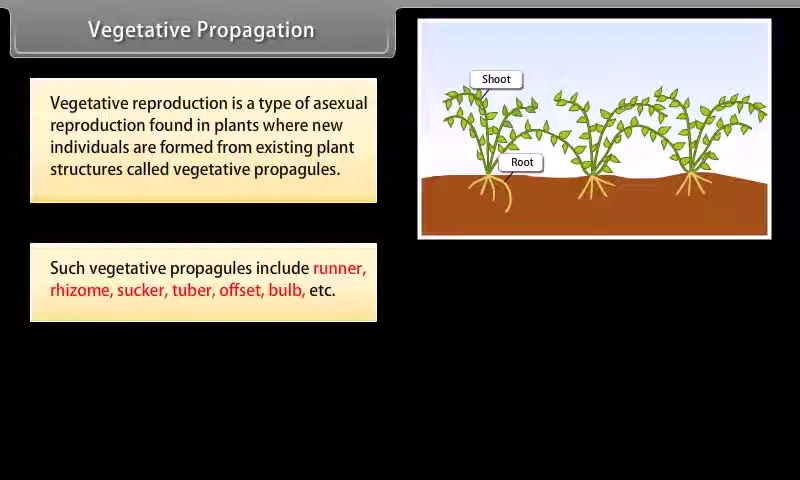 Vegetative Propagation
Vegetative reproduction is a type of asexual
reproduction found in plants where new
individuals are formed from existing plant
structures called vegetative propagules.
Such vegetative propagules include runner,
rhizome, sucker, tuber, offset, bulb, etc.
Shoot
Root